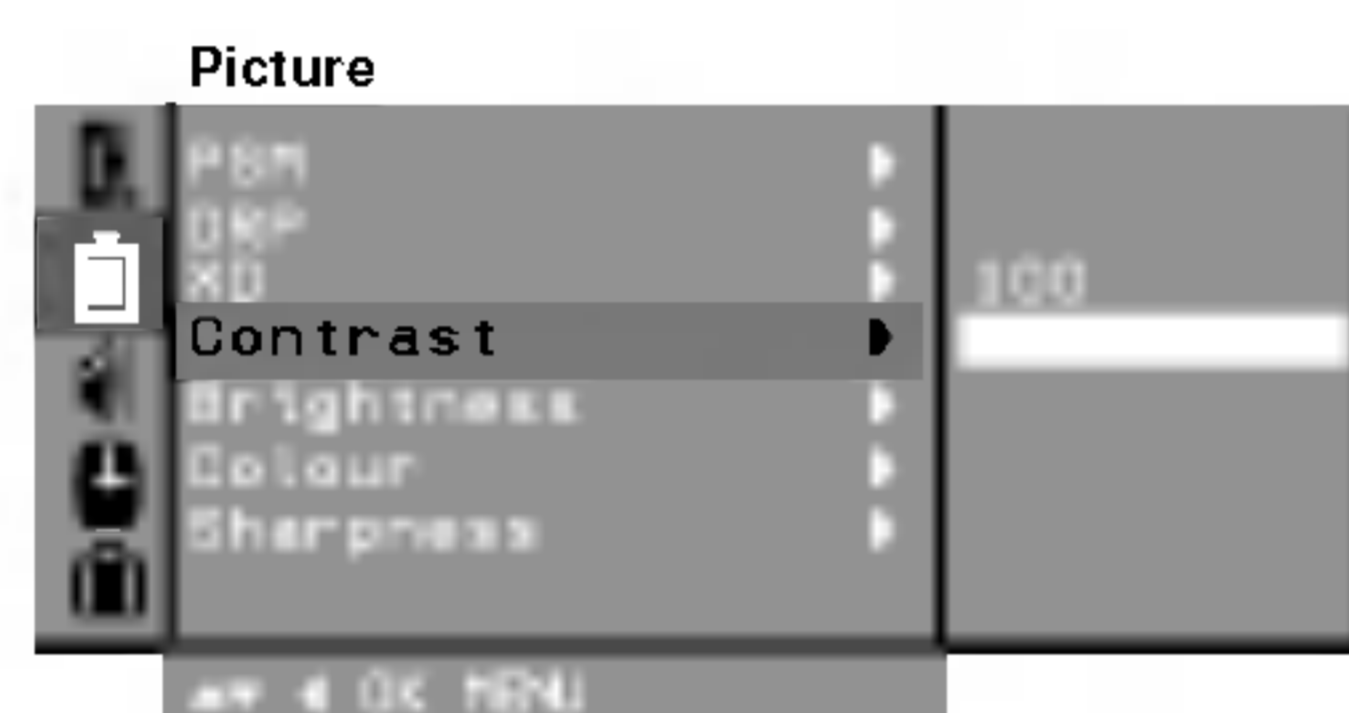 Picture
PSM
DRP
XD
100
Contrast
Brightness
Colour
Sharpness
OK MENU